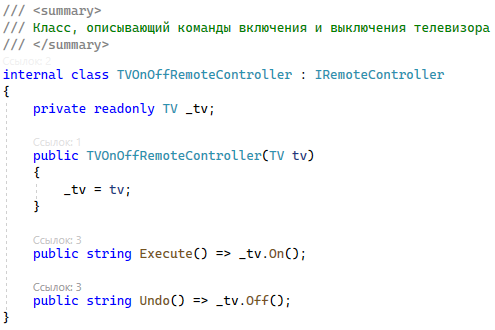 /// <summary>
/// Класс, описывающий команды включения и выключения телевизора
/// </summary>
Ссылок: 2
internal class TVOnOffRemoteController : IRemoteController
{
private readonly TV _tv;
Ссылок: 1
public TVOnOffRemoteController(TV tv)
{
_tv = tv;
}
Ссылок: 3
public string Execute() => _tv.On();
Ссылок: 3
public string Undo() => _tv.Off();
}